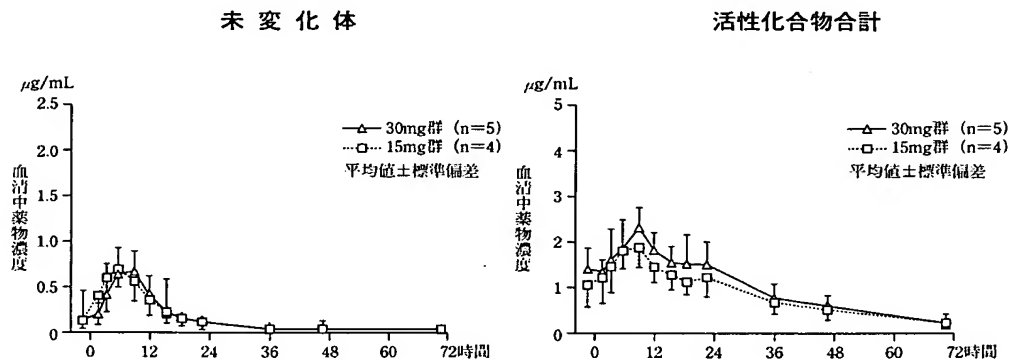 未変化体
活性化合物合計
μg/mL
2.5
2.0
1.5
1.0
0.5
0
血清中薬物濃度
30mg群 (n=5)
15mg群 (n=4)
平均値±標準偏差
0 12 24 36 48 60 72時間
μg/mL
5
4
3
2
1
0
血清中薬物濃度
30mg群 (n=5)
15mg群 (n=4)
平均値±標準偏差
0 12 24 36 48 60 72時間